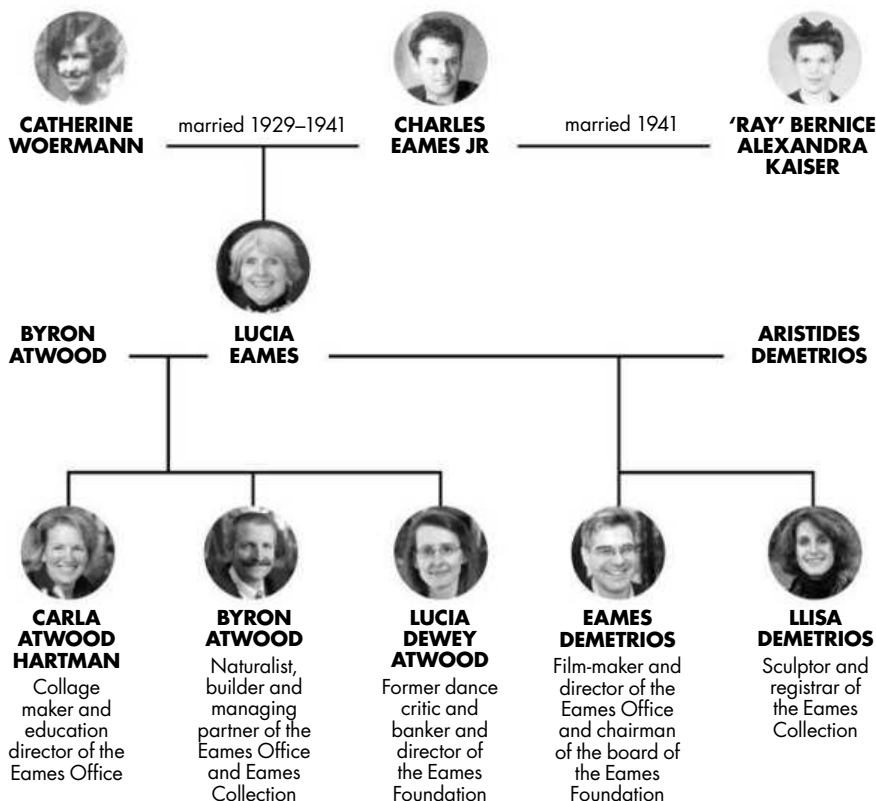 CATHERINE
WOERMANN
married 1929–1941
CHARLES
EAMES JR
married 1941
‘RAY’ BERNICE
ALEXANDRA
KAISER
BYRON
ATWOOD
LUCIA
EAMES
ARISTIDES
DEMETRIOS
CARLA
ATWOOD
HARTMAN
Collage
maker and
education
director of the
Eames Office
BYRON
ATWOOD
Naturalist,
builder and
managing
partner of the
Eames Office
and Eames
Collection
LUCIA
DEWEY
ATWOOD
Former dance
critic and
banker and
director of
the Eames
Foundation
EAMES
DEMETRIOS
Film-maker and
director of the
Eames Office
and chairman
of the board of
the Eames
Foundation
LLISA
DEMETRIOS
Sculptor and
registrar of
the Eames
Collection